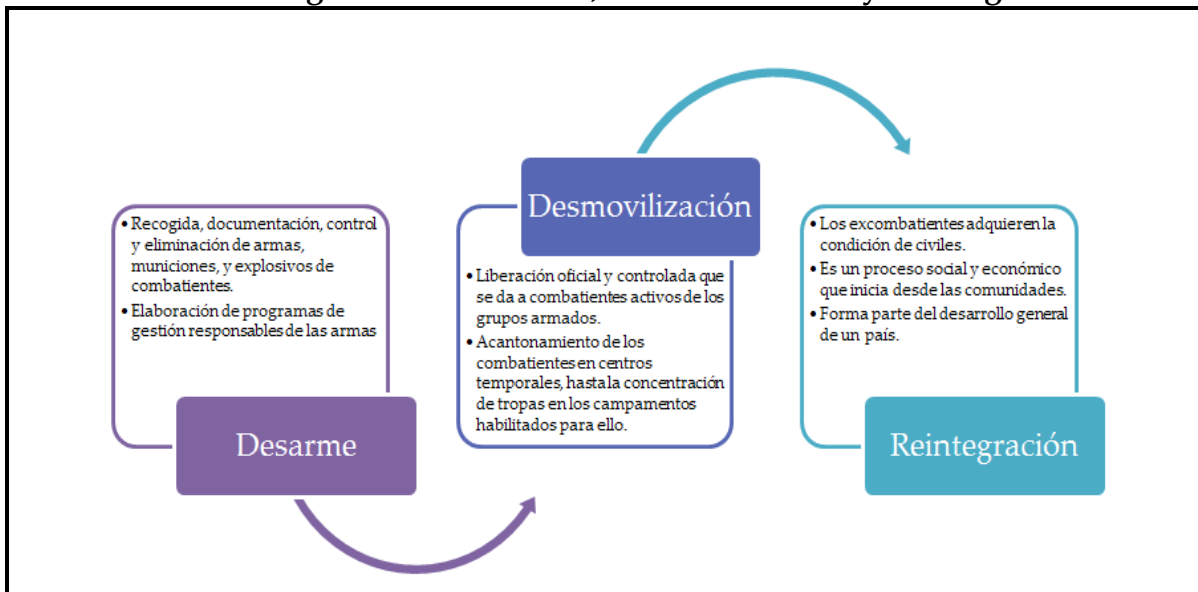 • Recogida, documentación, control
y eliminación de armas,
municiones, y explosivos de
combatientes.
• Elaboración de programas de
gestión responsables de las armas
Desarme
Desmovilización
• Liberación oficial y controlada que
se da a combatientes activos de los
grupos armados.
• Acantonamiento de los
combatientes en centros
temporales, hasta la concentración
de tropas en los campamentos
habilitados para ello.
• Los excombatientes adquieren la
condición de civiles.
• Es un proceso social y económico
que inicia desde las comunidades.
• Forma parte del desarrollo general
de un país.
Reintegración